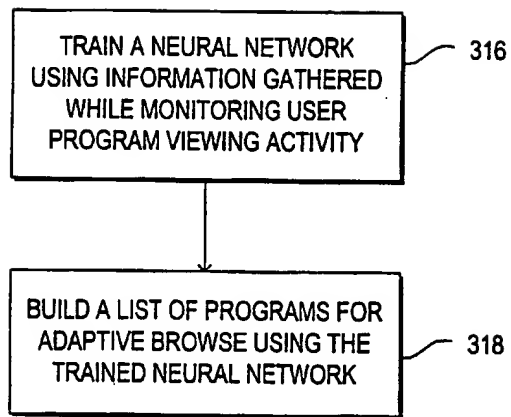 TRAIN A NEURAL NETWORK
USING INFORMATION GATHERED
WHILE MONITORING USER
PROGRAM VIEWING ACTIVITY
316
BUILD A LIST OF PROGRAMS FOR
ADAPTIVE BROWSE USING THE
TRAINED NEURAL NETWORK
318